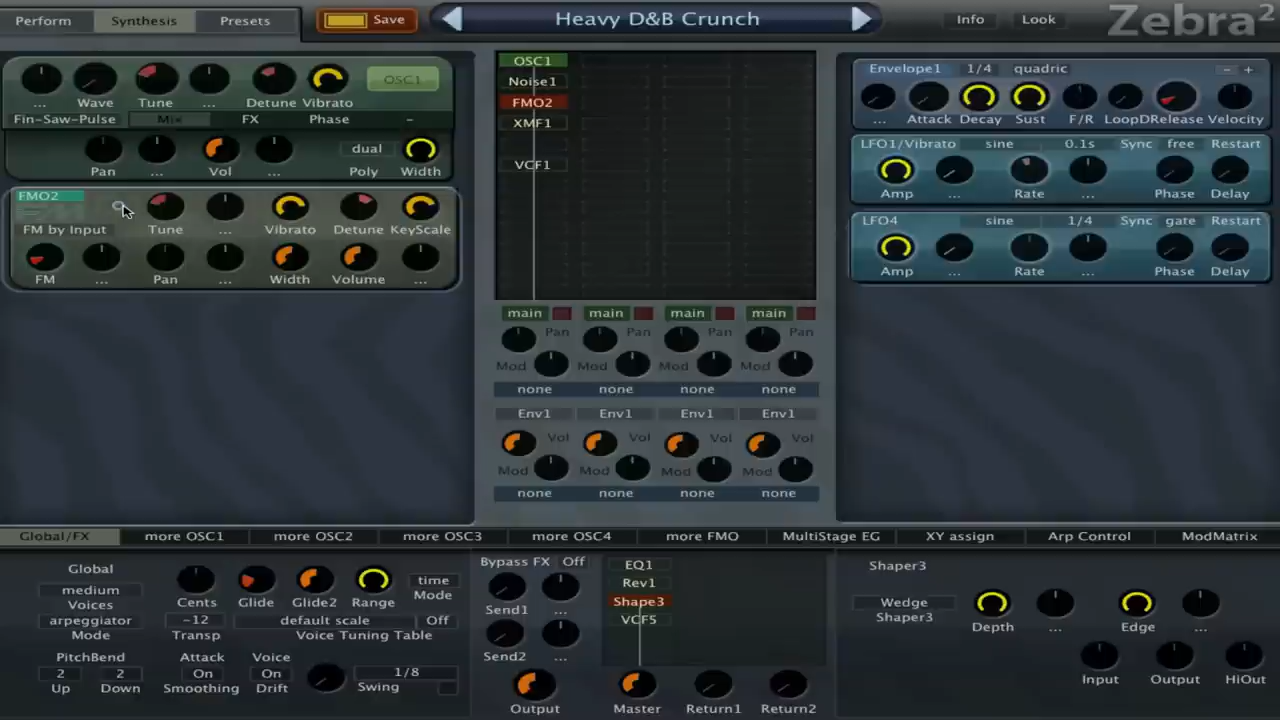 Perform Synthesis Presets Save Heavy D&B Crunch Info Look Zebra²
... Wave Tune ... Detune Vibrato OSC1
Fin-Saw-Pulse Mix FX Phase -
Pan ... Vol ... dual Poly Width
FMO2
FM by Input Tune ... Vibrato Detune KeyScale
FM ... Pan ... Width Volume ...
OSC1
Noise1
FMO2
XMF1
VCF1
main main main main
Pan Pan Pan Pan
Mod Mod Mod Mod
none none none none
Env1 Env1 Env1 Env1
Vol Vol Vol Vol
Mod Mod Mod Mod
none none none none
Envelope1 1/4 quadric - +
... Attack Decay Sust F/R LoopD Release Velocity
LFO1/Vibrato sine 0.1s Sync free Restart
Amp ... Rate ... Phase Delay
LFO4 sine 1/4 Sync gate Restart
Amp ... Rate ... Phase Delay
Global/FX more OSC1 more OSC2 more OSC3 more OSC4 more FMO MultiStage EG XY assign Arp Control ModMatrix
Global
medium
Voices
arpeggiator
Mode
Cents Glide Glide2 Range
time
Mode
-12
Transp
default scale Off
Voice Tuning Table
PitchBend
2 2
Up Down
Attack
On
Smoothing
Voice
On
Drift
1/8
Swing
Bypass FX Off
Send1 ...
Send2 ...
Output
EQ1
Rev1
Shape3
VCF5
Master Return1 Return2
Shaper3
Wedge
Shaper3
Depth ... Edge ...
Input Output HiOut